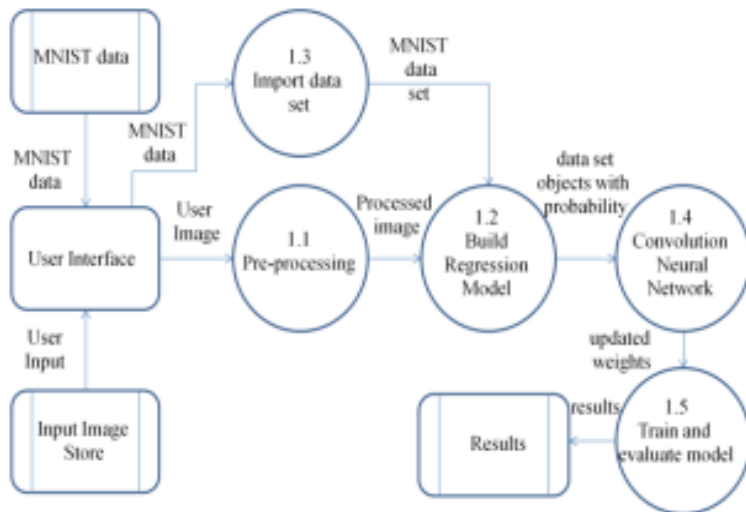 MNIST data
1.3
Import data
set
MNIST
data
set
MNIST
data
MNIST
data
User Interface
User
Image
1.1
Pre-processing
Processed
image
1.2
Build
Regression
Model
data set
objects with
probability
1.4
Convolution
Neural
Network
User
Input
Input Image
Store
updated
weights
1.5
Train and
evaluate model
results
Results